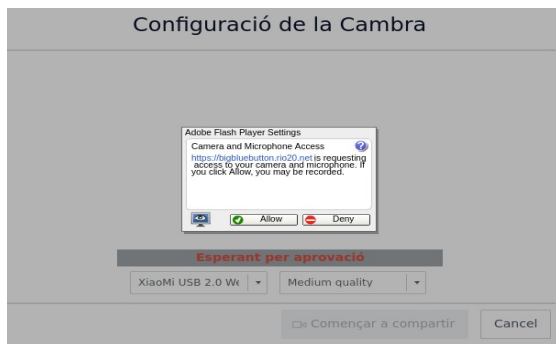 Configuració de la Cambra
Adobe Flash Player Settings
Camera and Microphone Access
https://bigbluebutton.rio20.net is requesting
access to your camera and microphone. If
you click Allow, you may be recorded.
Allow Deny
Esperant per aprovació
XiaoMi USB 2.0 We Medium quality
Començar a compartir Cancel